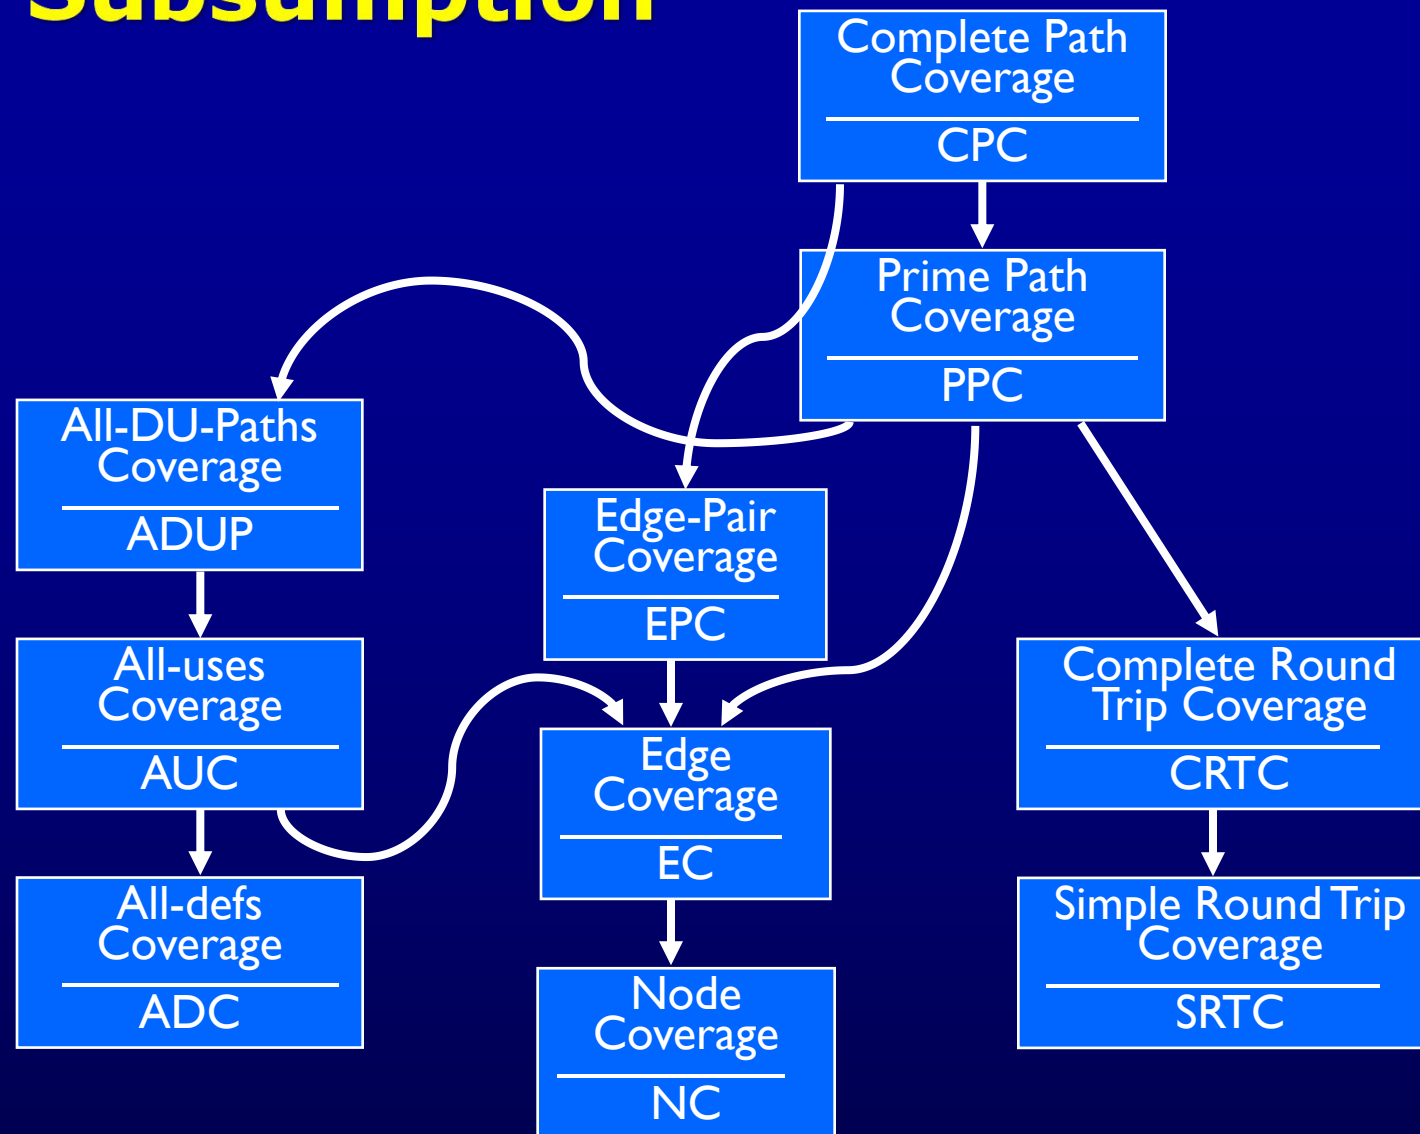 Subsumption
Complete Path
Coverage
CPC
Prime Path
Coverage
PPC
All-DU-Paths
Coverage
ADUP
Edge-Pair
Coverage
EPC
All-uses
Coverage
AUC
Complete Round
Trip Coverage
CRTC
Edge
Coverage
EC
All-defs
Coverage
ADC
Simple Round Trip
Coverage
SRTC
Node
Coverage
NC